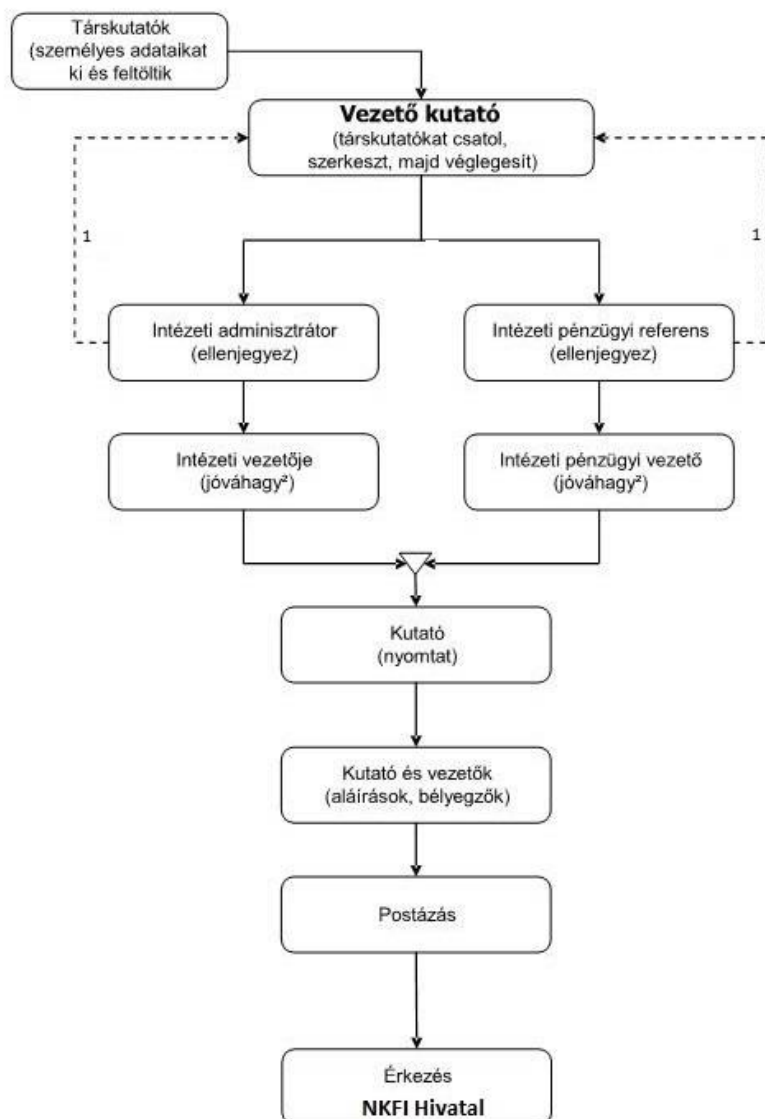 Társkutatók
(személyes adataikat
ki és feltöltik
Vezető kutató
(társkutatókat csatol,
szerkeszt, majd véglegesít)
1
1
Intézeti adminisztrátor
(ellenjegyez)
Intézeti pénzügyi referens
(ellenjegyez)
Intézeti vezetője
(jóváhagy²)
Intézeti pénzügyi vezető
(jóváhagy²)
Kutató
(nyomtat)
Kutató és vezetők
(aláírások, bélyegzők)
Postázás
Érkezés
NKFI Hivatal